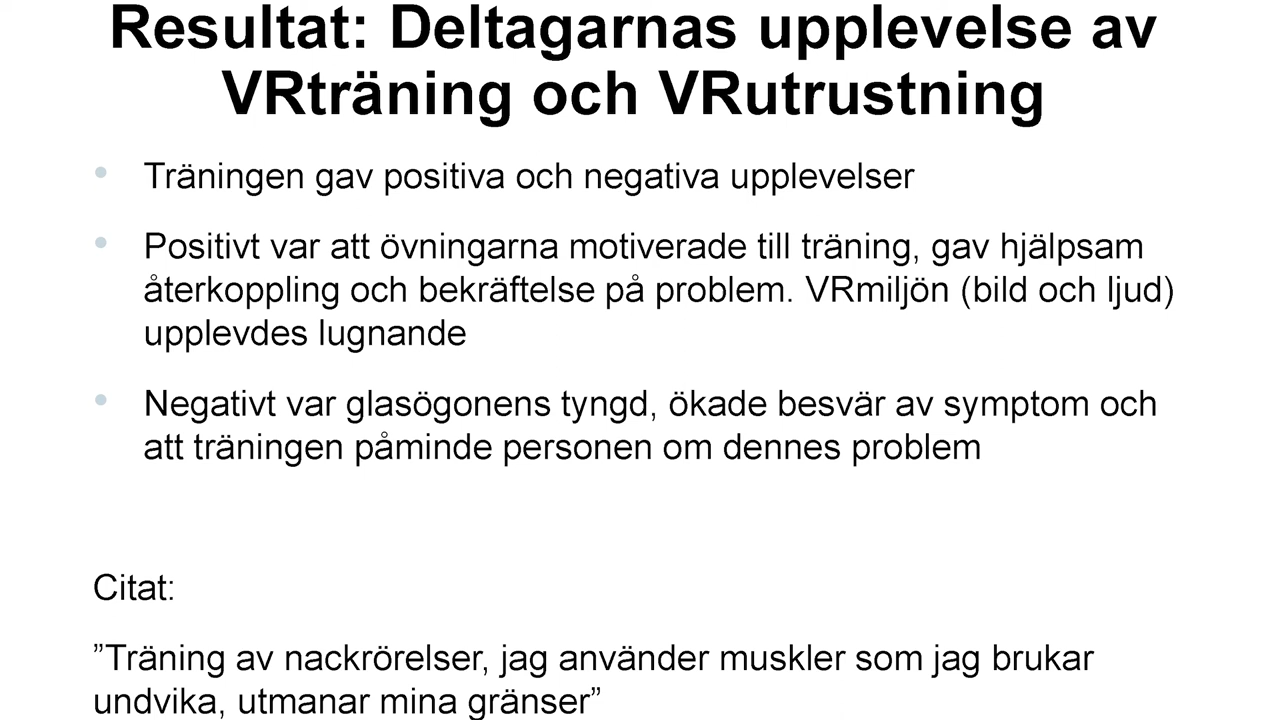 Resultat: Deltagarnas upplevelse av
VRträning och VRutrustning
• Träningen gav positiva och negativa upplevelser
• Positivt var att övningarna motiverade till träning, gav hjälpsam
återkoppling och bekräftelse på problem. VRmiljön (bild och ljud)
upplevdes lugnande
• Negativt var glasögonens tyngd, ökade besvär av symptom och
att träningen påminde personen om dennes problem
Citat:
”Träning av nackrörelser, jag använder muskler som jag brukar
undvika, utmanar mina gränser”